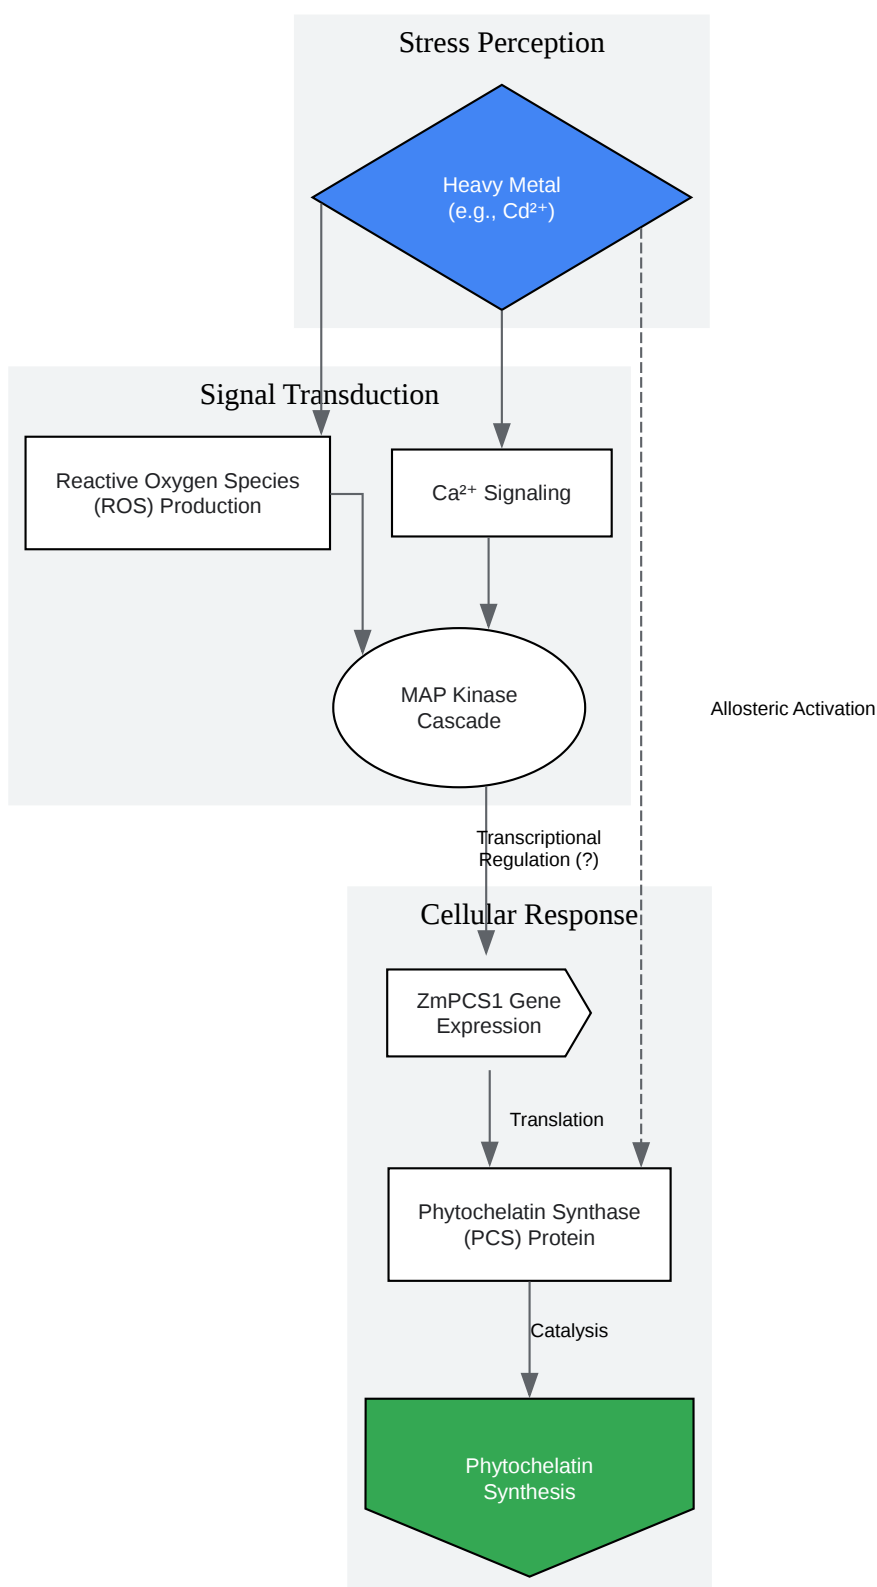 Stress Perception
Heavy Metal
(e.g., Cd²⁺)
Signal Transduction
Reactive Oxygen Species
(ROS) Production
Ca²⁺ Signaling
MAP Kinase
Cascade
Allosteric Activation
Transcriptional
Regulation (?)
Cellular Response
ZmPCS1 Gene
Expression
Translation
Phytochelatin Synthase
(PCS) Protein
Catalysis
Phytochelatin
Synthesis